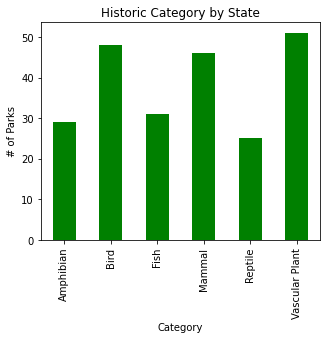 Historic Category by State
# of Parks
50
40
30
20
10
0
Amphibian
Bird
Fish
Mammal
Reptile
Vascular Plant
Category